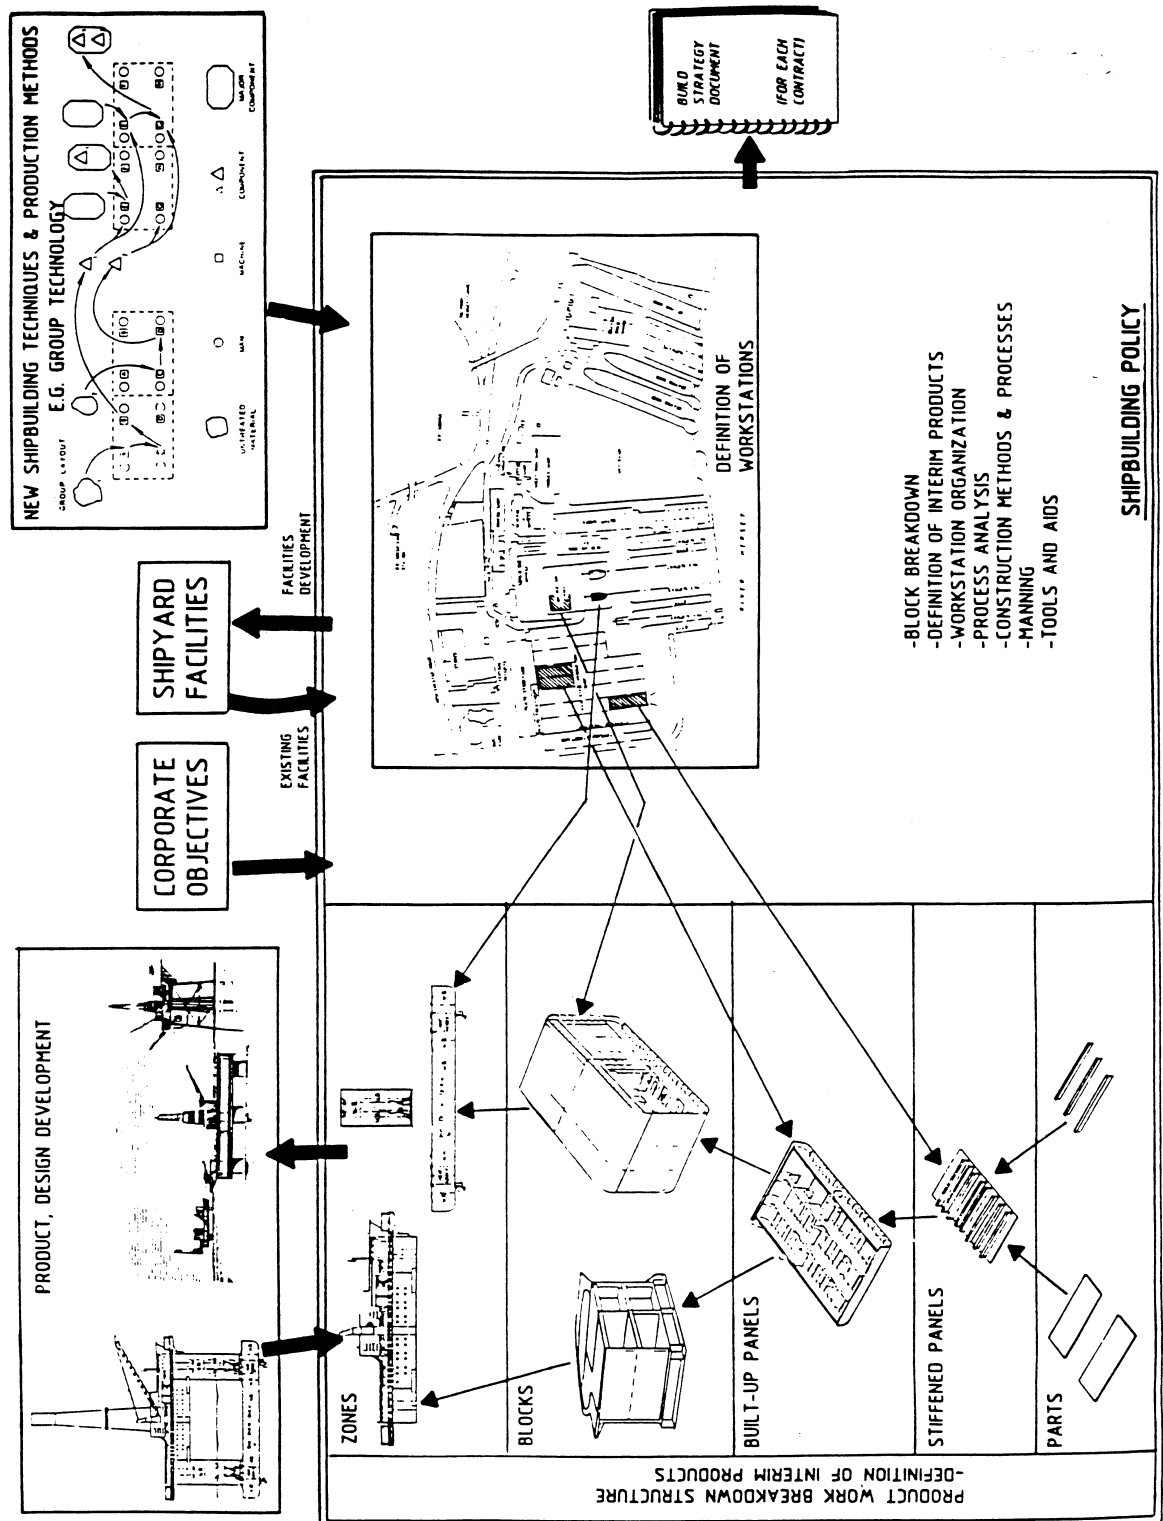 PRODUCT, DESIGN DEVELOPMENT
CORPORATE
OBJECTIVES
SHIPYARD
FACILITIES
NEW SHIPBUILDING TECHNIQUES & PRODUCTION METHODS
E.G. GROUP TECHNOLOGY
GROUP LAYOUT
UNTREATED
MATERIAL
MAN
MACHINE
COMPONENT
MAJOR
COMPONENT
EXISTING
FACILITIES
FACILITIES
DEVELOPMENT
BUILD
STRATEGY
DOCUMENT
(FOR EACH
CONTRACT)
PRODUCT WORK BREAKDOWN STRUCTURE
-DEFINITION OF INTERIM PRODUCTS
ZONES
BLOCKS
BUILT-UP PANELS
STIFFENED PANELS
PARTS
DEFINITION OF
WORKSTATIONS
-BLOCK BREAKDOWN
-DEFINITION OF INTERIM PRODUCTS
-WORKSTATION ORGANIZATION
-PROCESS ANALYSIS
-CONSTRUCTION METHODS & PROCESSES
-MANNING
-TOOLS AND AIDS
SHIPBUILDING POLICY